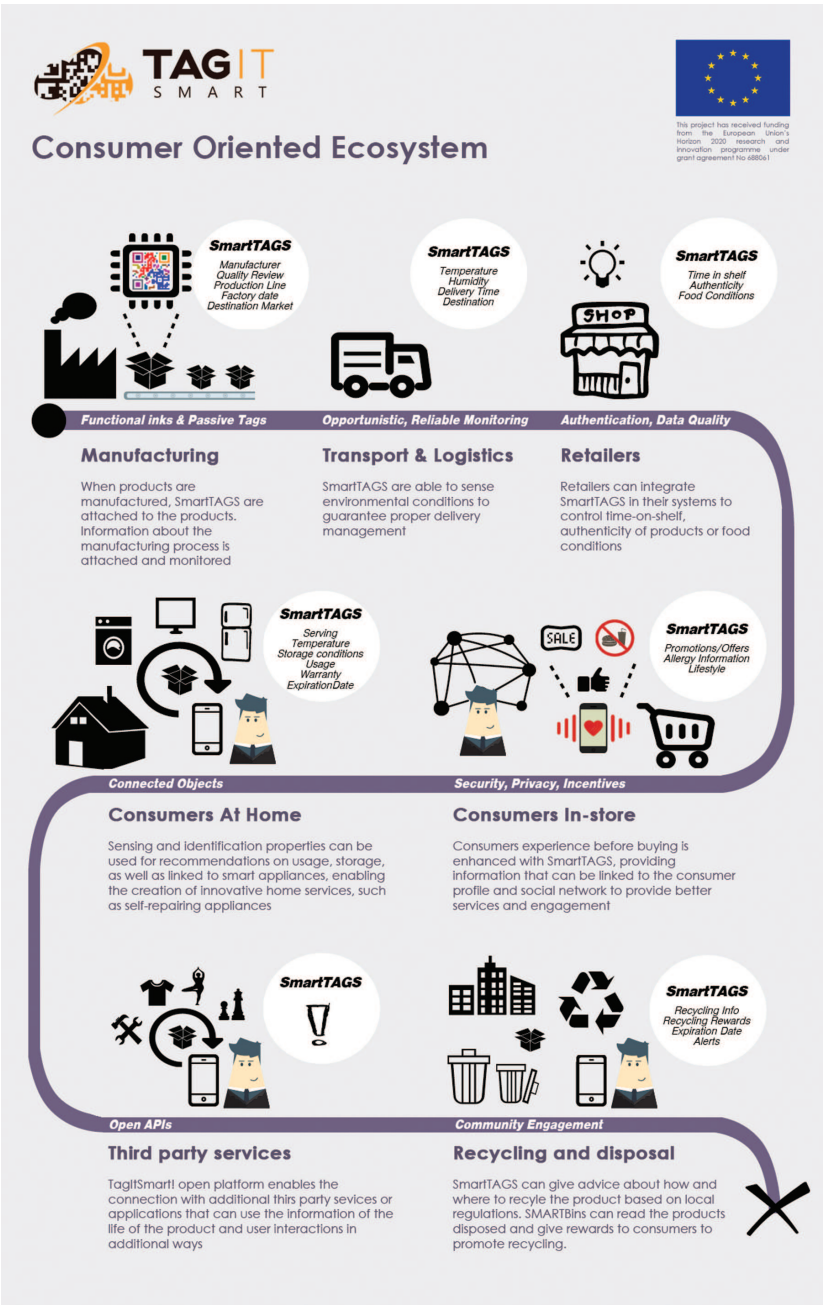 TAGIT
SMART
This project has received funding
from the European Union's
Horizon 2020 research and
innovation programme under
grant agreement No 688061
Consumer Oriented Ecosystem
SmartTAGS
Manufacturer
Quality Review
Production Line
Factory date
Destination Market
SmartTAGS
Temperature
Humidity
Delivery Time
Destination
SmartTAGS
Time in shelf
Authenticity
Food Conditions
SHOP
Functional inks & Passive Tags
Opportunistic, Reliable Monitoring
Authentication, Data Quality
Manufacturing
When products are
manufactured, SmartTAGS are
attached to the products.
Information about the
manufacturing process is
attached and monitored
Transport & Logistics
SmartTAGS are able to sense
environmental conditions to
guarantee proper delivery
management
Retailers
Retailers can integrate
SmartTAGS in their systems to
control time-on-shelf,
authenticity of products or food
conditions
SmartTAGS
Serving
Temperature
Storage conditions
Usage
Warranty
ExpirationDate
SALE
SmartTAGS
Promotions/Offers
Allergy Information
Lifestyle
Connected Objects
Security, Privacy, Incentives
Consumers At Home
Sensing and identification properties can be
used for recommendations on usage, storage,
as well as linked to smart appliances, enabling
the creation of innovative home services, such
as self-repairing appliances
Consumers In-store
Consumers experience before buying is
enhanced with SmartTAGS, providing
information that can be linked to the consumer
profile and social network to provide better
services and engagement
SmartTAGS
!
SmartTAGS
Recycling Info
Recycling Rewards
Expiration Date
Alerts
Open APIs
Community Engagement
Third party services
TagItSmart! open platform enables the
connection with additional thirs party sevices or
applications that can use the information of the
life of the product and user interactions in
additional ways
Recycling and disposal
SmartTAGS can give advice about how and
where to recyle the product based on local
regulations. SMARTBins can read the products
disposed and give rewards to consumers to
promote recycling.